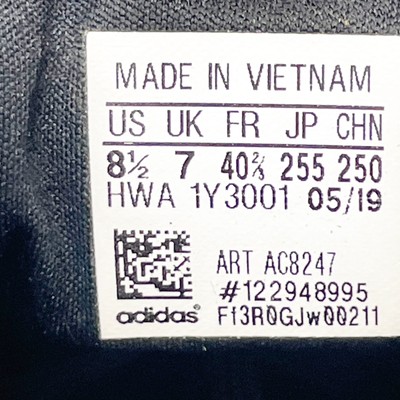 MADE IN VIETNAM
US UK FR JP CHN
8½ 7 40⅔ 255 250
HWA 1Y3001 05/19
ART AC8247
#122948995
adidas Ff3R0GJw00211